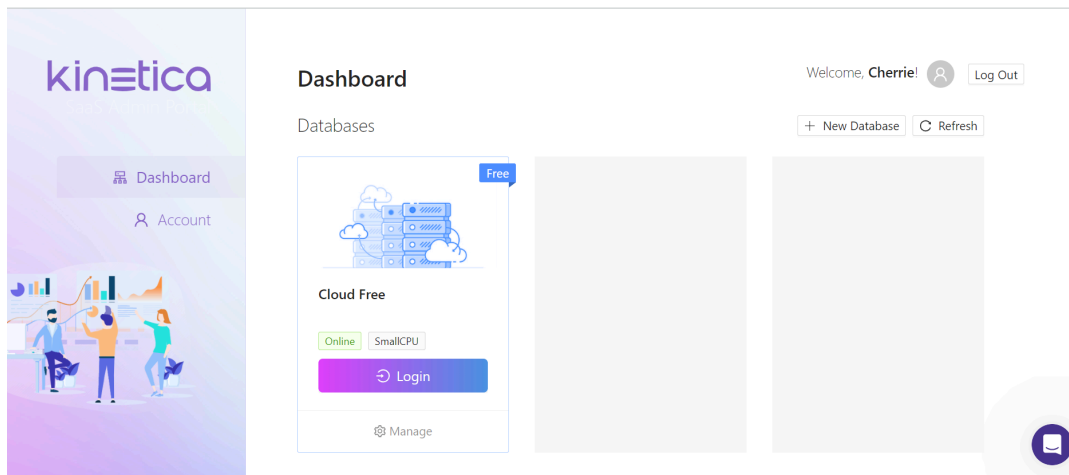 kinetica
Dashboard
Account
Dashboard
Welcome, Cherrie!
Log Out
Databases
+ New Database
Refresh
Free
Cloud Free
Online
SmallCPU
Login
Manage